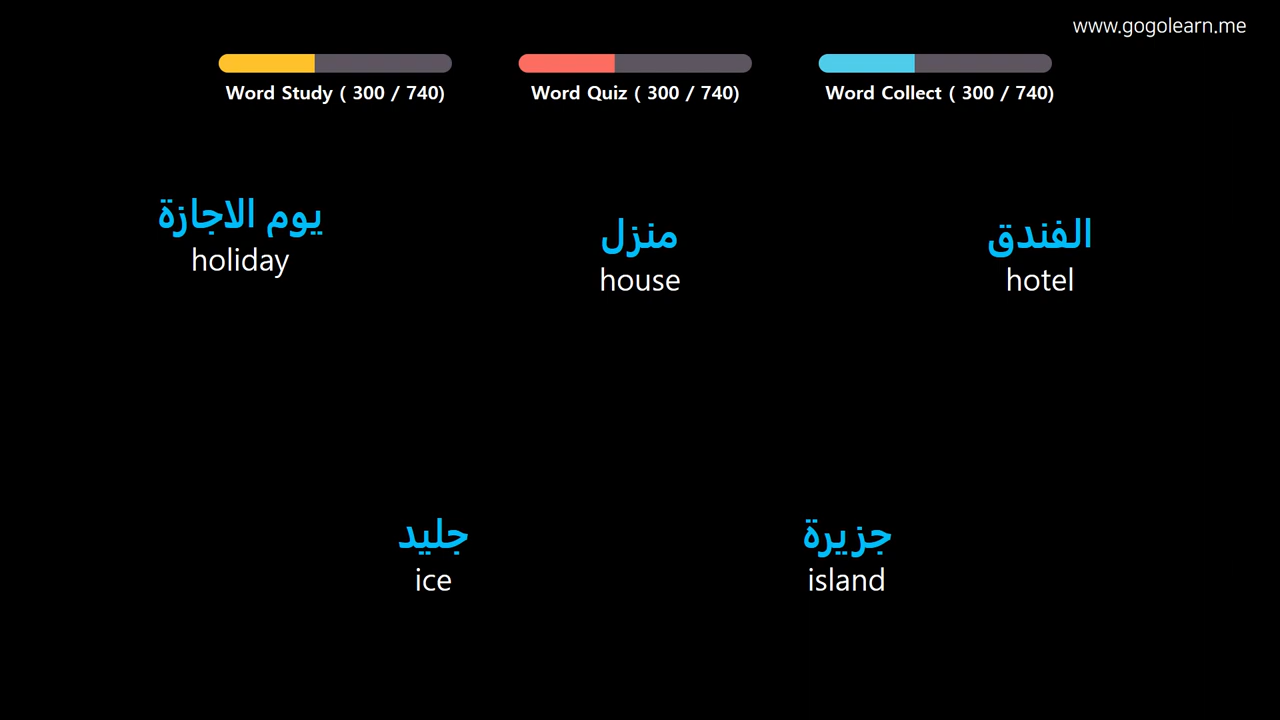 www.gogolearn.me
Word Study ( 300 / 740)
Word Quiz ( 300 / 740)
Word Collect ( 300 / 740)
يوم الاجازة
holiday
منزل
house
الفندق
hotel
جليد
ice
جزيرة
island